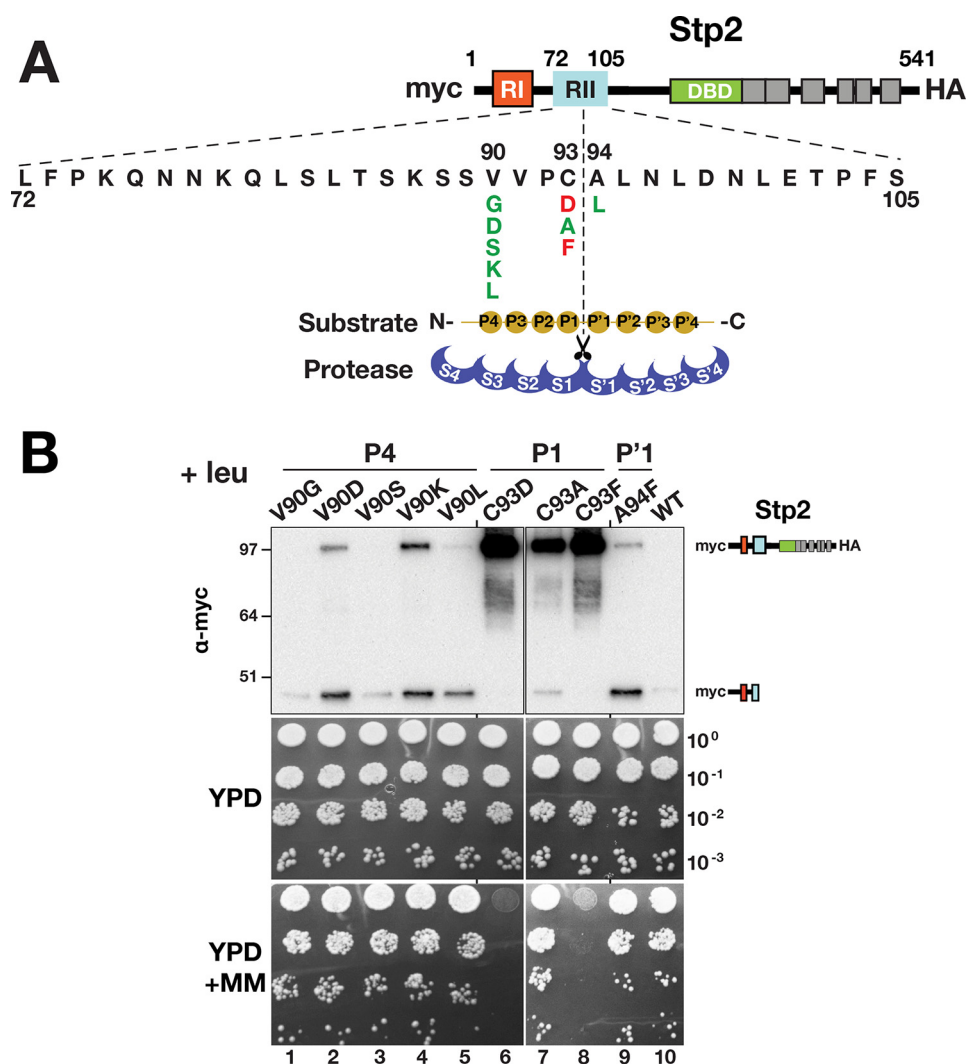 A
Stp2
1 72 105 541
myc RI RII DBD HA
90 93 94
L F P K Q N N K Q L S L T S K S S V V P C A L N L D N L E T P F S
72 105
G D L
D A
S F
K
L
Substrate N- P4 P3 P2 P1 P'1 P'2 P'3 P'4 -C
Protease S4 S3 S2 S1 S'1 S'2 S'3 S'4
B
+ leu
P4 P1 P'1
V90G V90D V90S V90K V90L C93D C93A C93F A94F WT
Stp2
97
myc HA
64
α-myc
51
myc
YPD
10⁰
10⁻¹
10⁻²
10⁻³
YPD
+MM
1 2 3 4 5 6 7 8 9 10